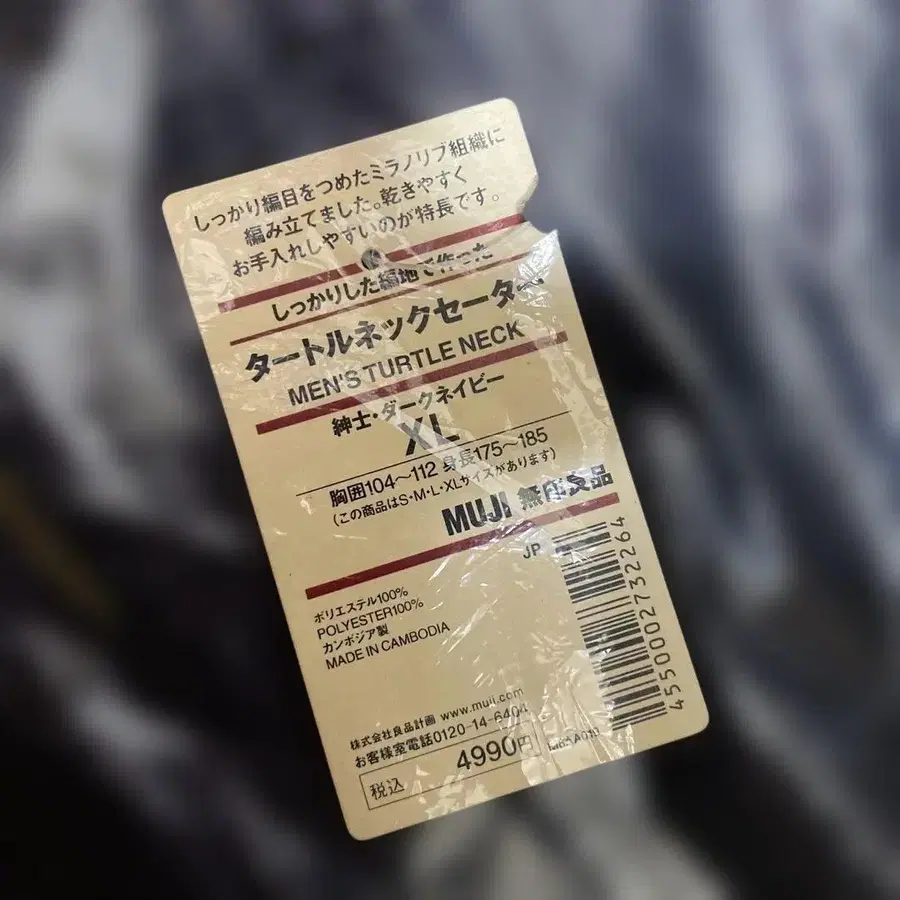 しっかり編目をつめたミラノリブ組織に
編み立てました。乾きやすく
お手入れしやすいのが特長です。
しっかりした編地で作った
タートルネックセーター
MEN'S TURTLE NECK
紳士・ダークネイビー
XL
胸囲104～112 身長175～185
(この商品はS・M・L・XLサイズがあります)
MUJI 無印良品
JP
4550002732264
ポリエステル100%
POLYESTER100%
カンボジア製
MADE IN CAMBODIA
株式会社良品計画 www.muji.com
お客様室電話0120-14-6404
税込 4990円